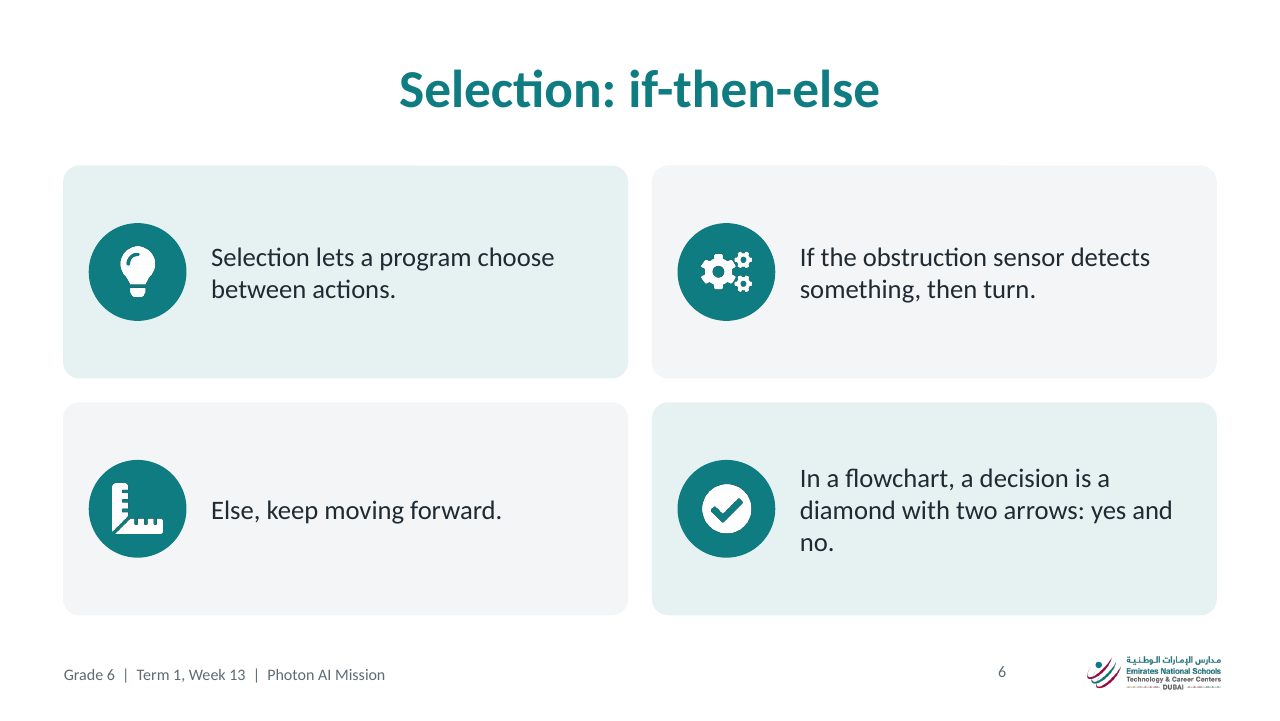 Selection: if-then-else
Selection lets a program choose
between actions.
If the obstruction sensor detects
something, then turn.
Else, keep moving forward.
In a flowchart, a decision is a
diamond with two arrows: yes and
no.
Grade 6 | Term 1, Week 13 | Photon AI Mission
6
مدارس الإمارات الوطنية
Emirates National Schools
Technology & Career Centers
DUBAI